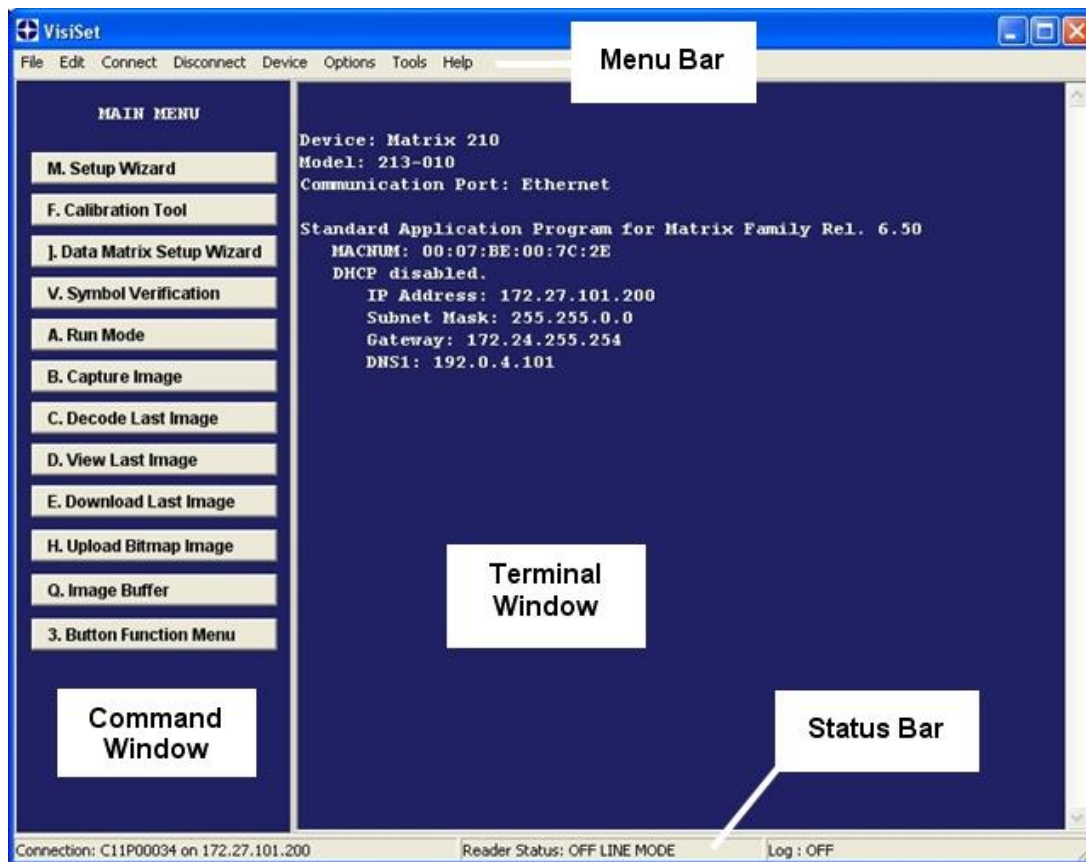 VisiSet
File Edit Connect Disconnect Device Options Tools Help
Menu Bar
MAIN MENU
M. Setup Wizard
F. Calibration Tool
]. Data Matrix Setup Wizard
V. Symbol Verification
A. Run Mode
B. Capture Image
C. Decode Last Image
D. View Last Image
E. Download Last Image
H. Upload Bitmap Image
Q. Image Buffer
3. Button Function Menu
Command
Window
Device: Matrix 210
Model: 213-010
Communication Port: Ethernet
Standard Application Program for Matrix Family Rel. 6.50
MACNUM: 00:07:BE:00:7C:2E
DHCP disabled.
IP Address: 172.27.101.200
Subnet Mask: 255.255.0.0
Gateway: 172.24.255.254
DNS1: 192.0.4.101
Terminal
Window
Status Bar
Connection: C11P00034 on 172.27.101.200 Reader Status: OFF LINE MODE Log : OFF